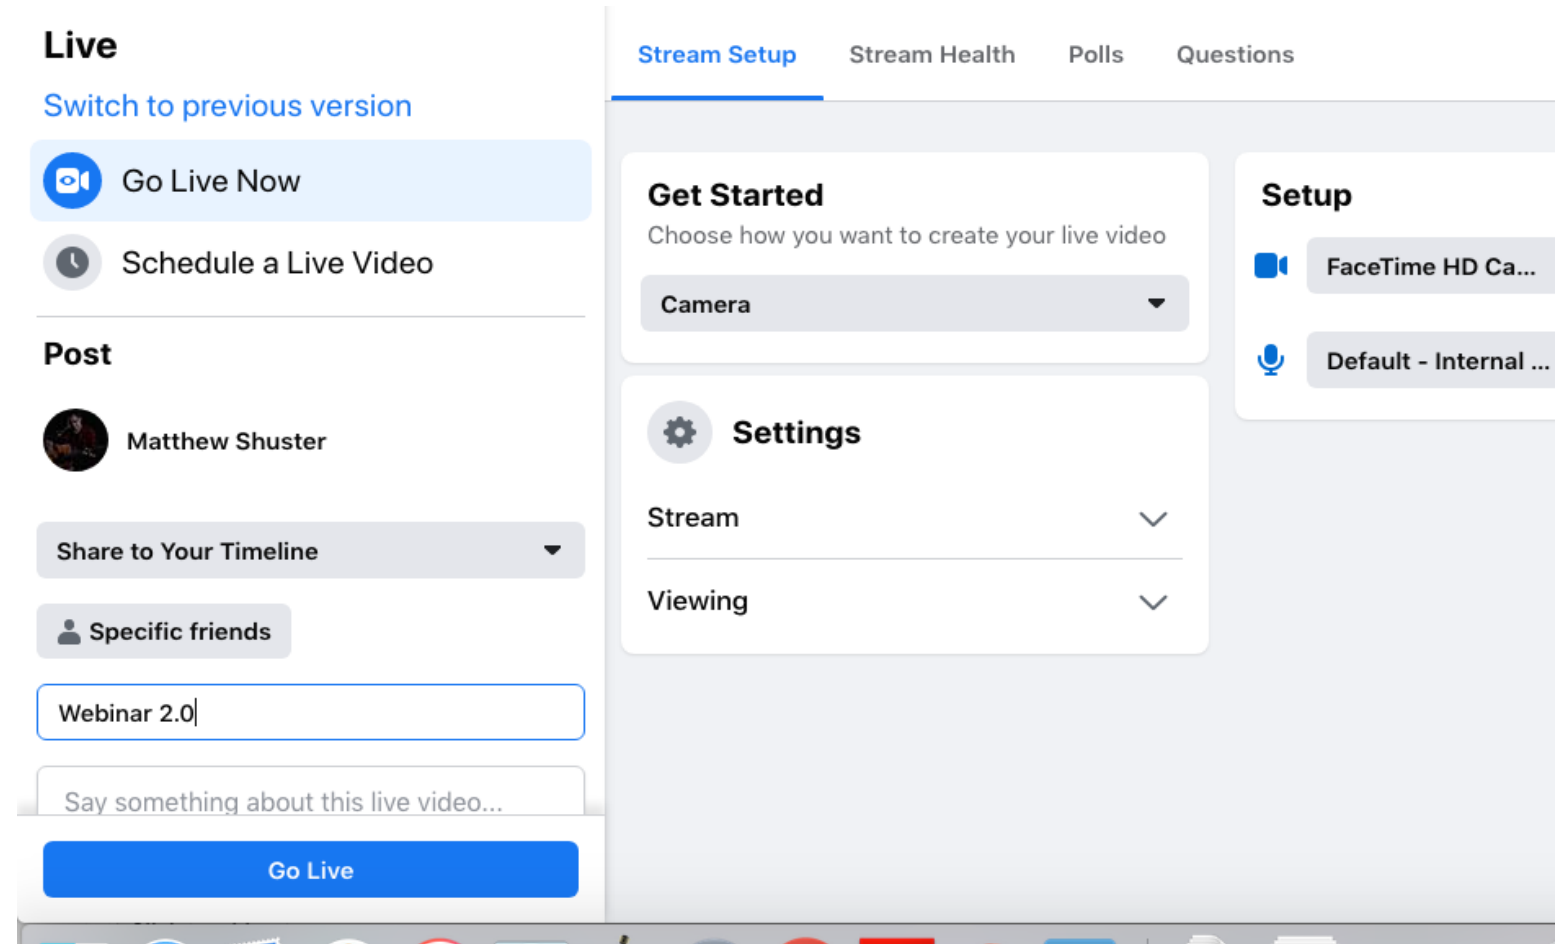 Live
Switch to previous version
Go Live Now
Schedule a Live Video
Post
Matthew Shuster
Share to Your Timeline
Specific friends
Webinar 2.0
Say something about this live video...
Go Live
Stream Setup
Stream Health
Polls
Questions
Get Started
Choose how you want to create your live video
Camera
Settings
Stream
Viewing
Setup
FaceTime HD Ca...
Default - Internal ...